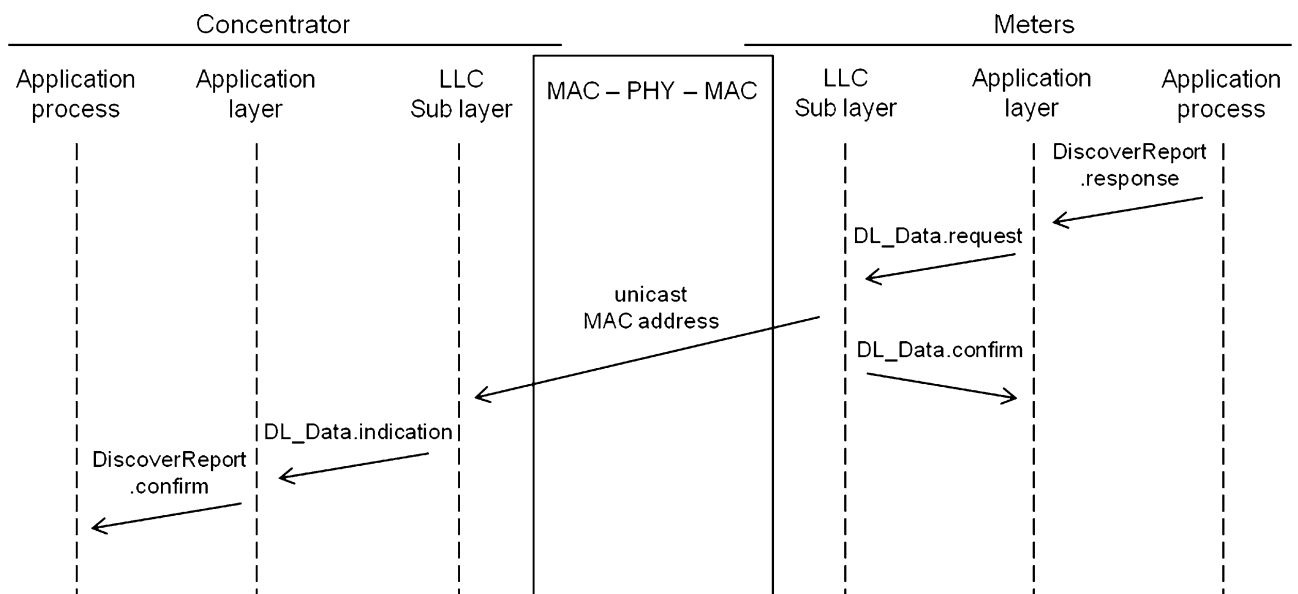 Concentrator
Meters
Application
process
Application
layer
LLC
Sub layer
MAC – PHY – MAC
LLC
Sub layer
Application
layer
Application
process
DiscoverReport
.response
DL_Data.request
unicast
MAC address
DL_Data.confirm
DL_Data.indication
DiscoverReport
.confirm